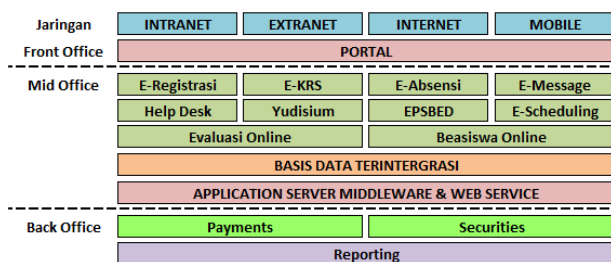 Jaringan INTRANET EXTRANET INTERNET MOBILE
Front Office PORTAL
Mid Office E-Registrasi E-KRS E-Absensi E-Message
Help Desk Yudisium EPSBED E-Scheduling
Evaluasi Online Beasiswa Online
BASIS DATA TERINTERGRASI
APPLICATION SERVER MIDDLEWARE & WEB SERVICE
Back Office Payments Securities
Reporting